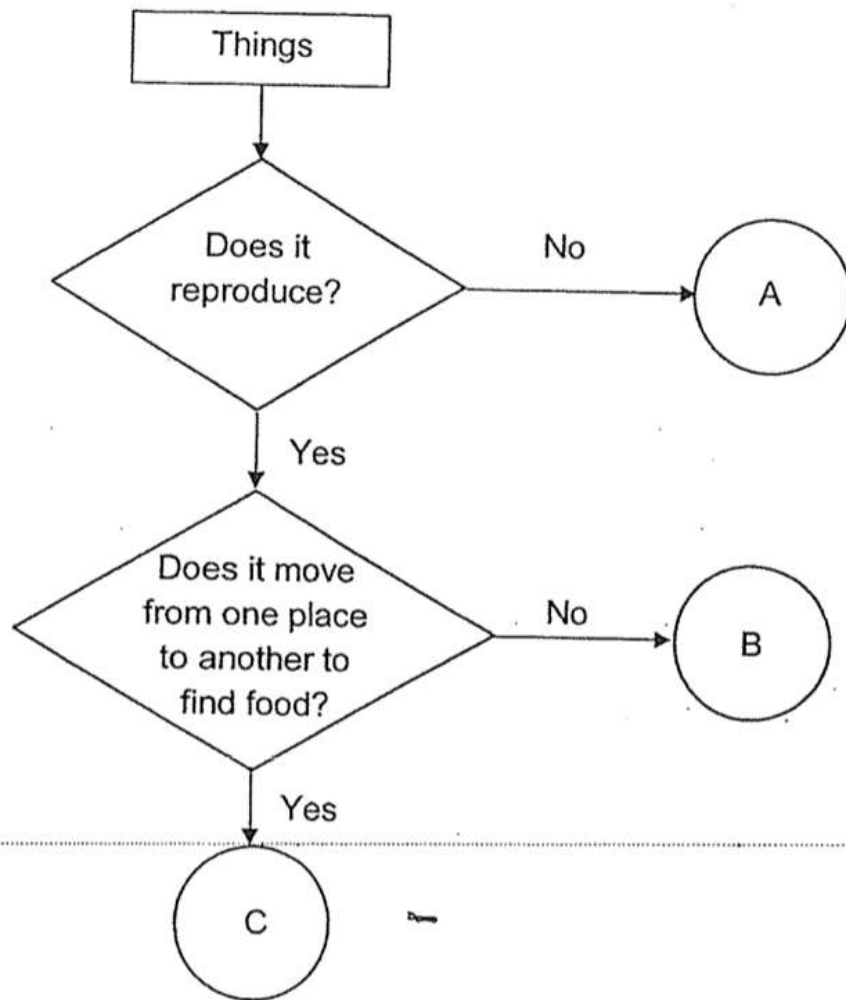 Things
Does it
reproduce?
No
A
Yes
Does it move
from one place
to another to
find food?
No
B
Yes
C